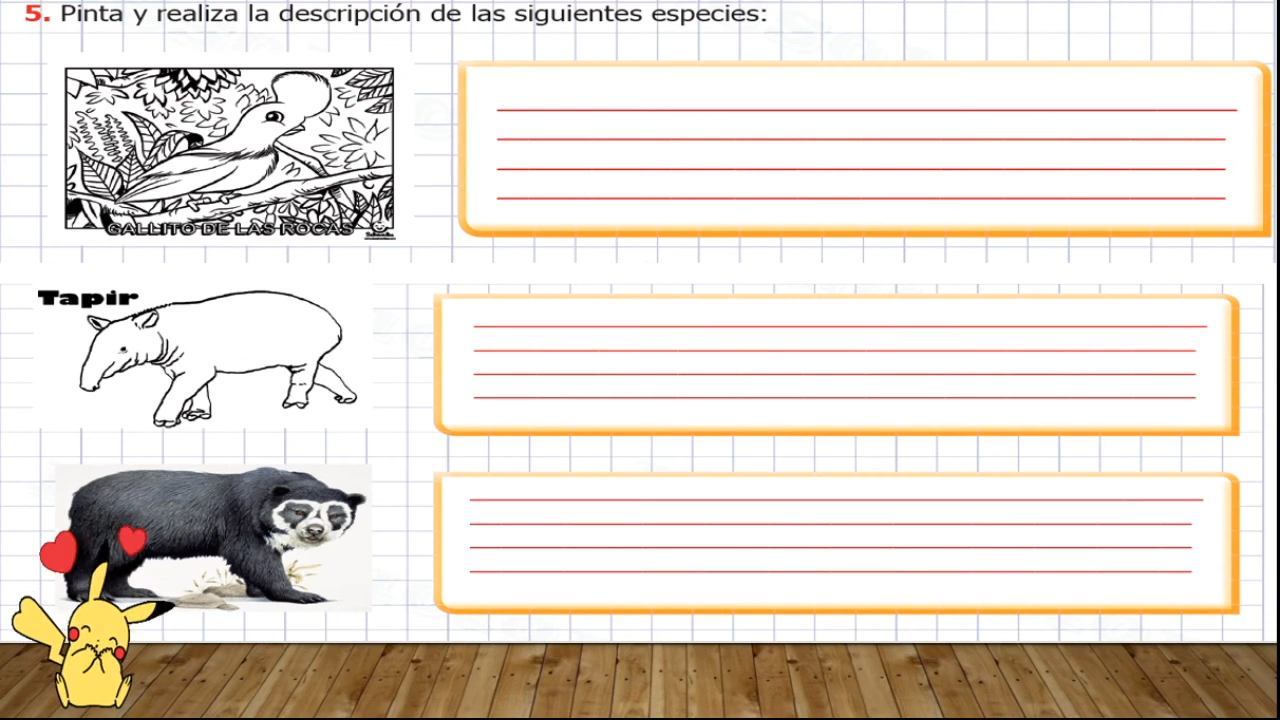 5. Pinta y realiza la descripción de las siguientes especies:
GALLITO DE LAS ROCAS
Tapir